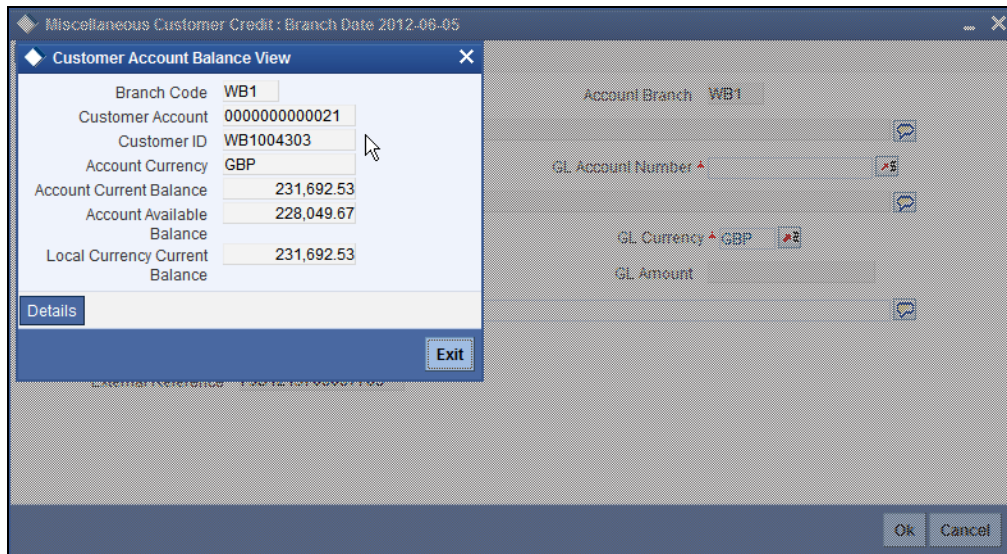 Miscellaneous Customer Credit : Branch Date 2012-06-05
Customer Account Balance View
Branch Code WB1
Customer Account 0000000000021
Customer ID WB1004303
Account Currency GBP
Account Current Balance 231,692.53
Account Available Balance 228,049.67
Local Currency Current Balance 231,692.53
Details
Exit
Account Branch WB1
GL Account Number
GL Currency GBP
GL Amount
External Reference
Ok Cancel